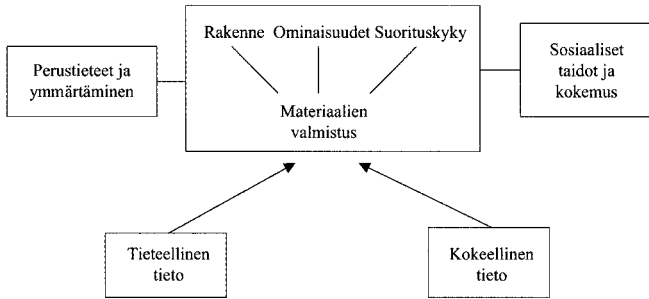 Rakenne Ominaisuudet Suorituskyky
Perustieteet ja
ymmärtäminen
Materiaalien
valmistus
Sosiaaliset
taidot ja
kokemus
Tieteellinen
tieto
Kokeellinen
tieto